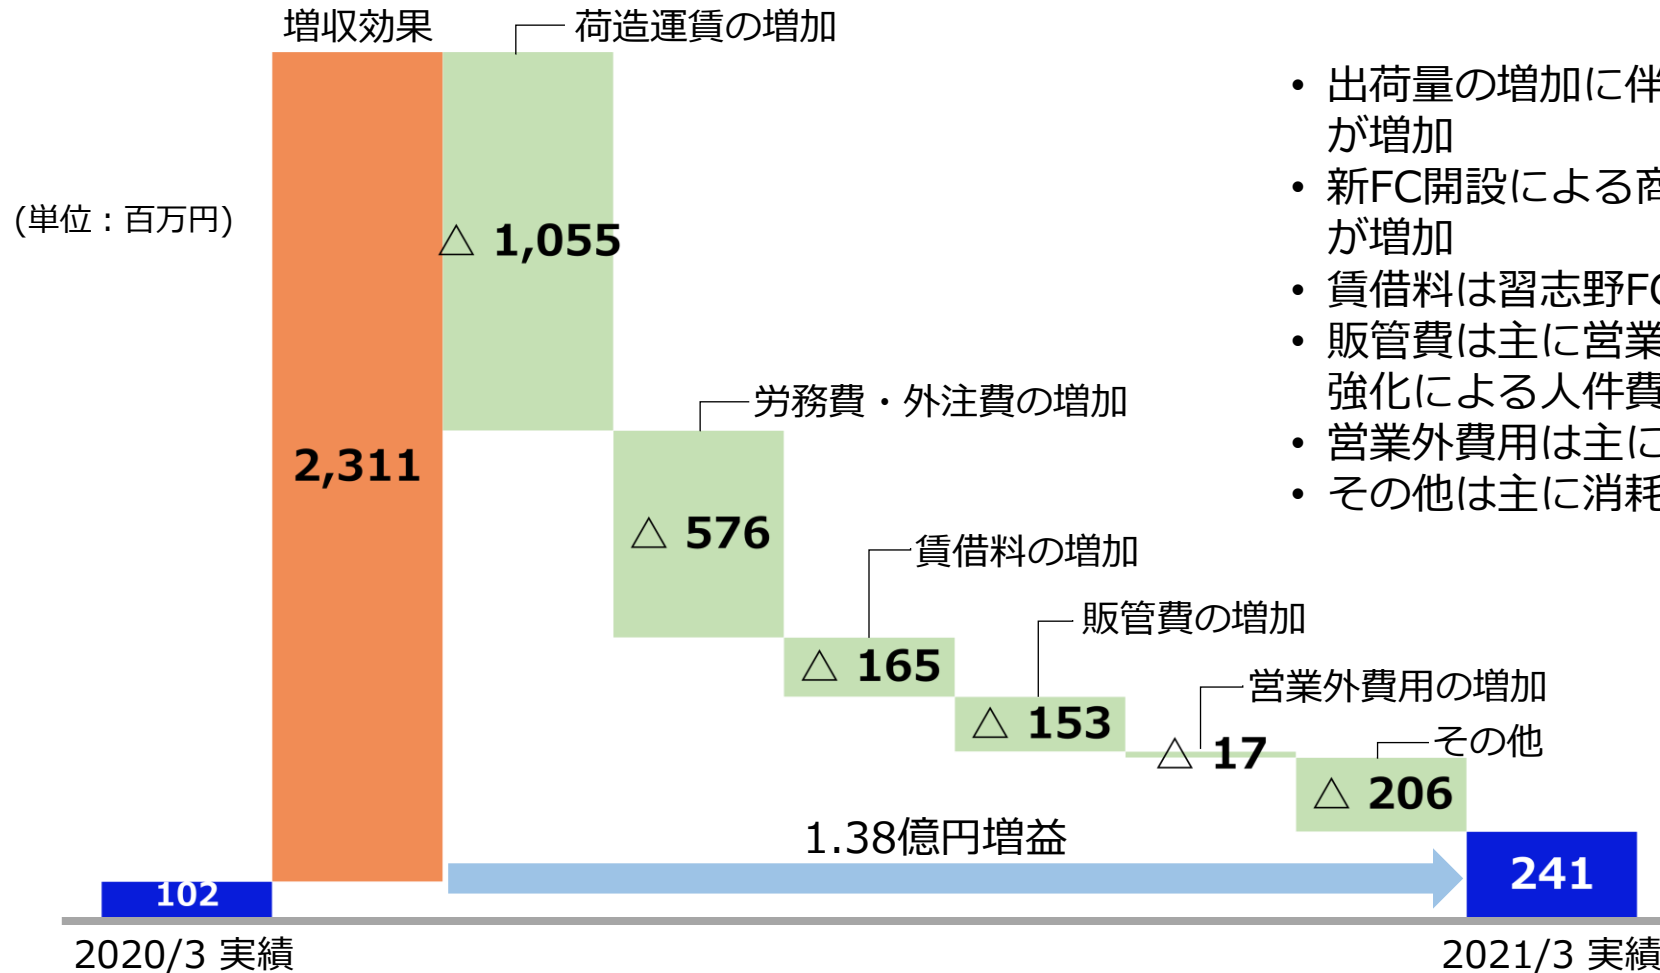 増収効果
荷造運賃の増加
(単位：百万円)
△ 1,055
2,311
労務費・外注費の増加
△ 576
賃借料の増加
△ 165
販管費の増加
△ 153
営業外費用の増加
△ 17
その他
△ 206
1.38億円増益
102
241
2020/3 実績
2021/3 実績
• 出荷量の増加に伴
が増加
• 新FC開設による商
が増加
• 賃借料は習志野FC
• 販管費は主に営業
強化による人件費
• 営業外費用は主に
• その他は主に消耗